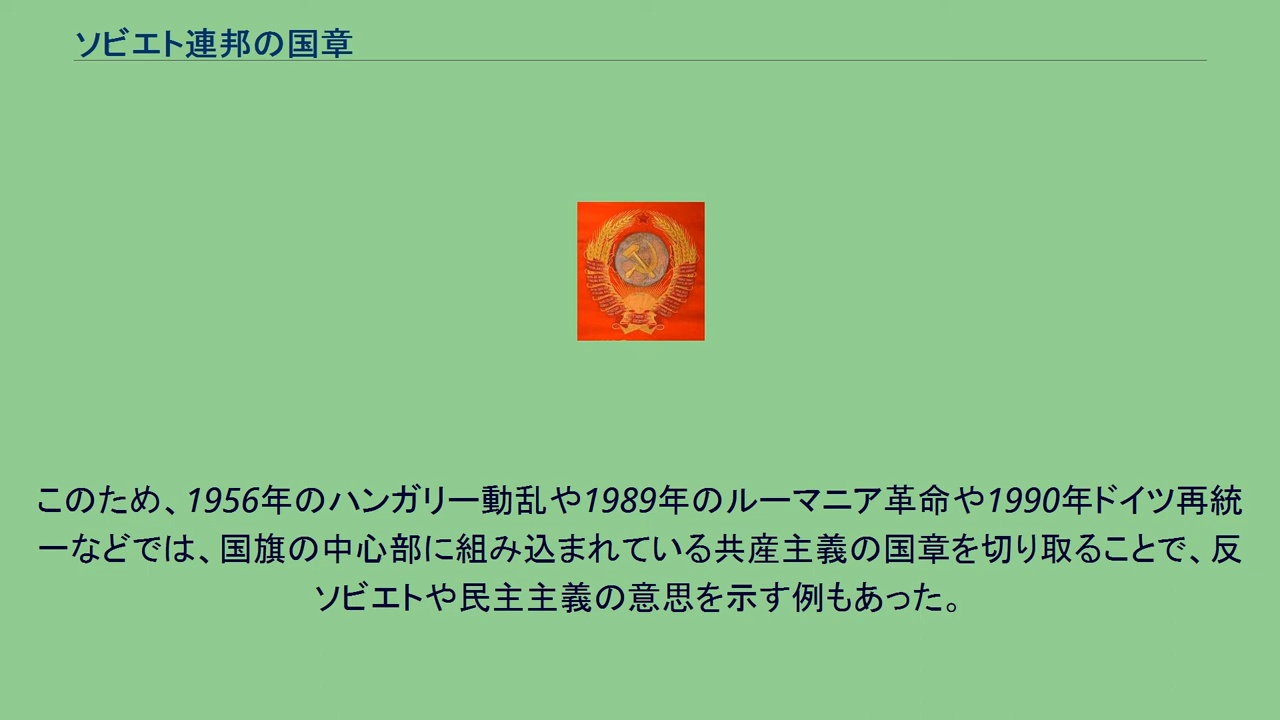 ソビエト連邦の国章
このため、1956年のハンガリー動乱や1989年のルーマニア革命や1990年ドイツ再統
一などでは、国旗の中心部に組み込まれている共産主義の国章を切り取ることで、反
ソビエトや民主主義の意思を示す例もあった。